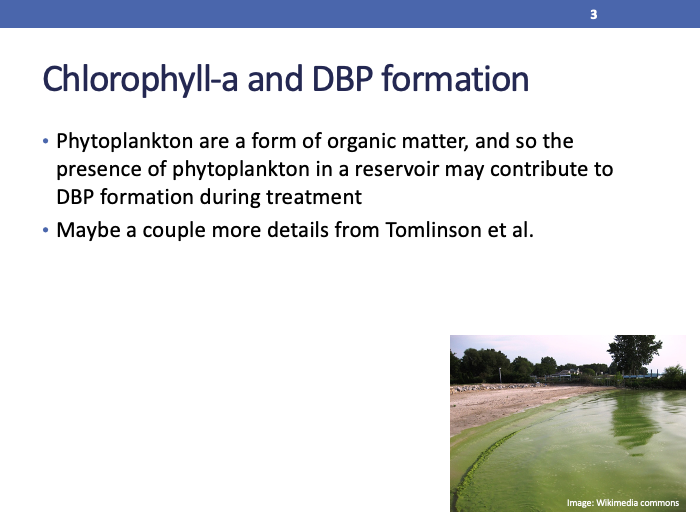 3
Chlorophyll-a and DBP formation
• Phytoplankton are a form of organic matter, and so the
presence of phytoplankton in a reservoir may contribute to
DBP formation during treatment
• Maybe a couple more details from Tomlinson et al.
Image: Wikimedia commons